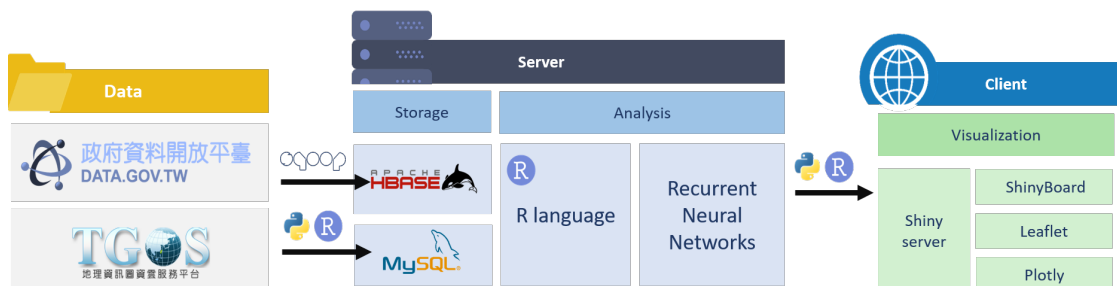 Data
政府資料開放平臺
DATA.GOV.TW
TGOS
地理資訊圖資雲服務平台
sqoop
R
Server
Storage
Analysis
APACHE
HBASE
MySQL
R
R language
Recurrent
Neural
Networks
R
Client
Visualization
Shiny
server
ShinyBoard
Leaflet
Plotly